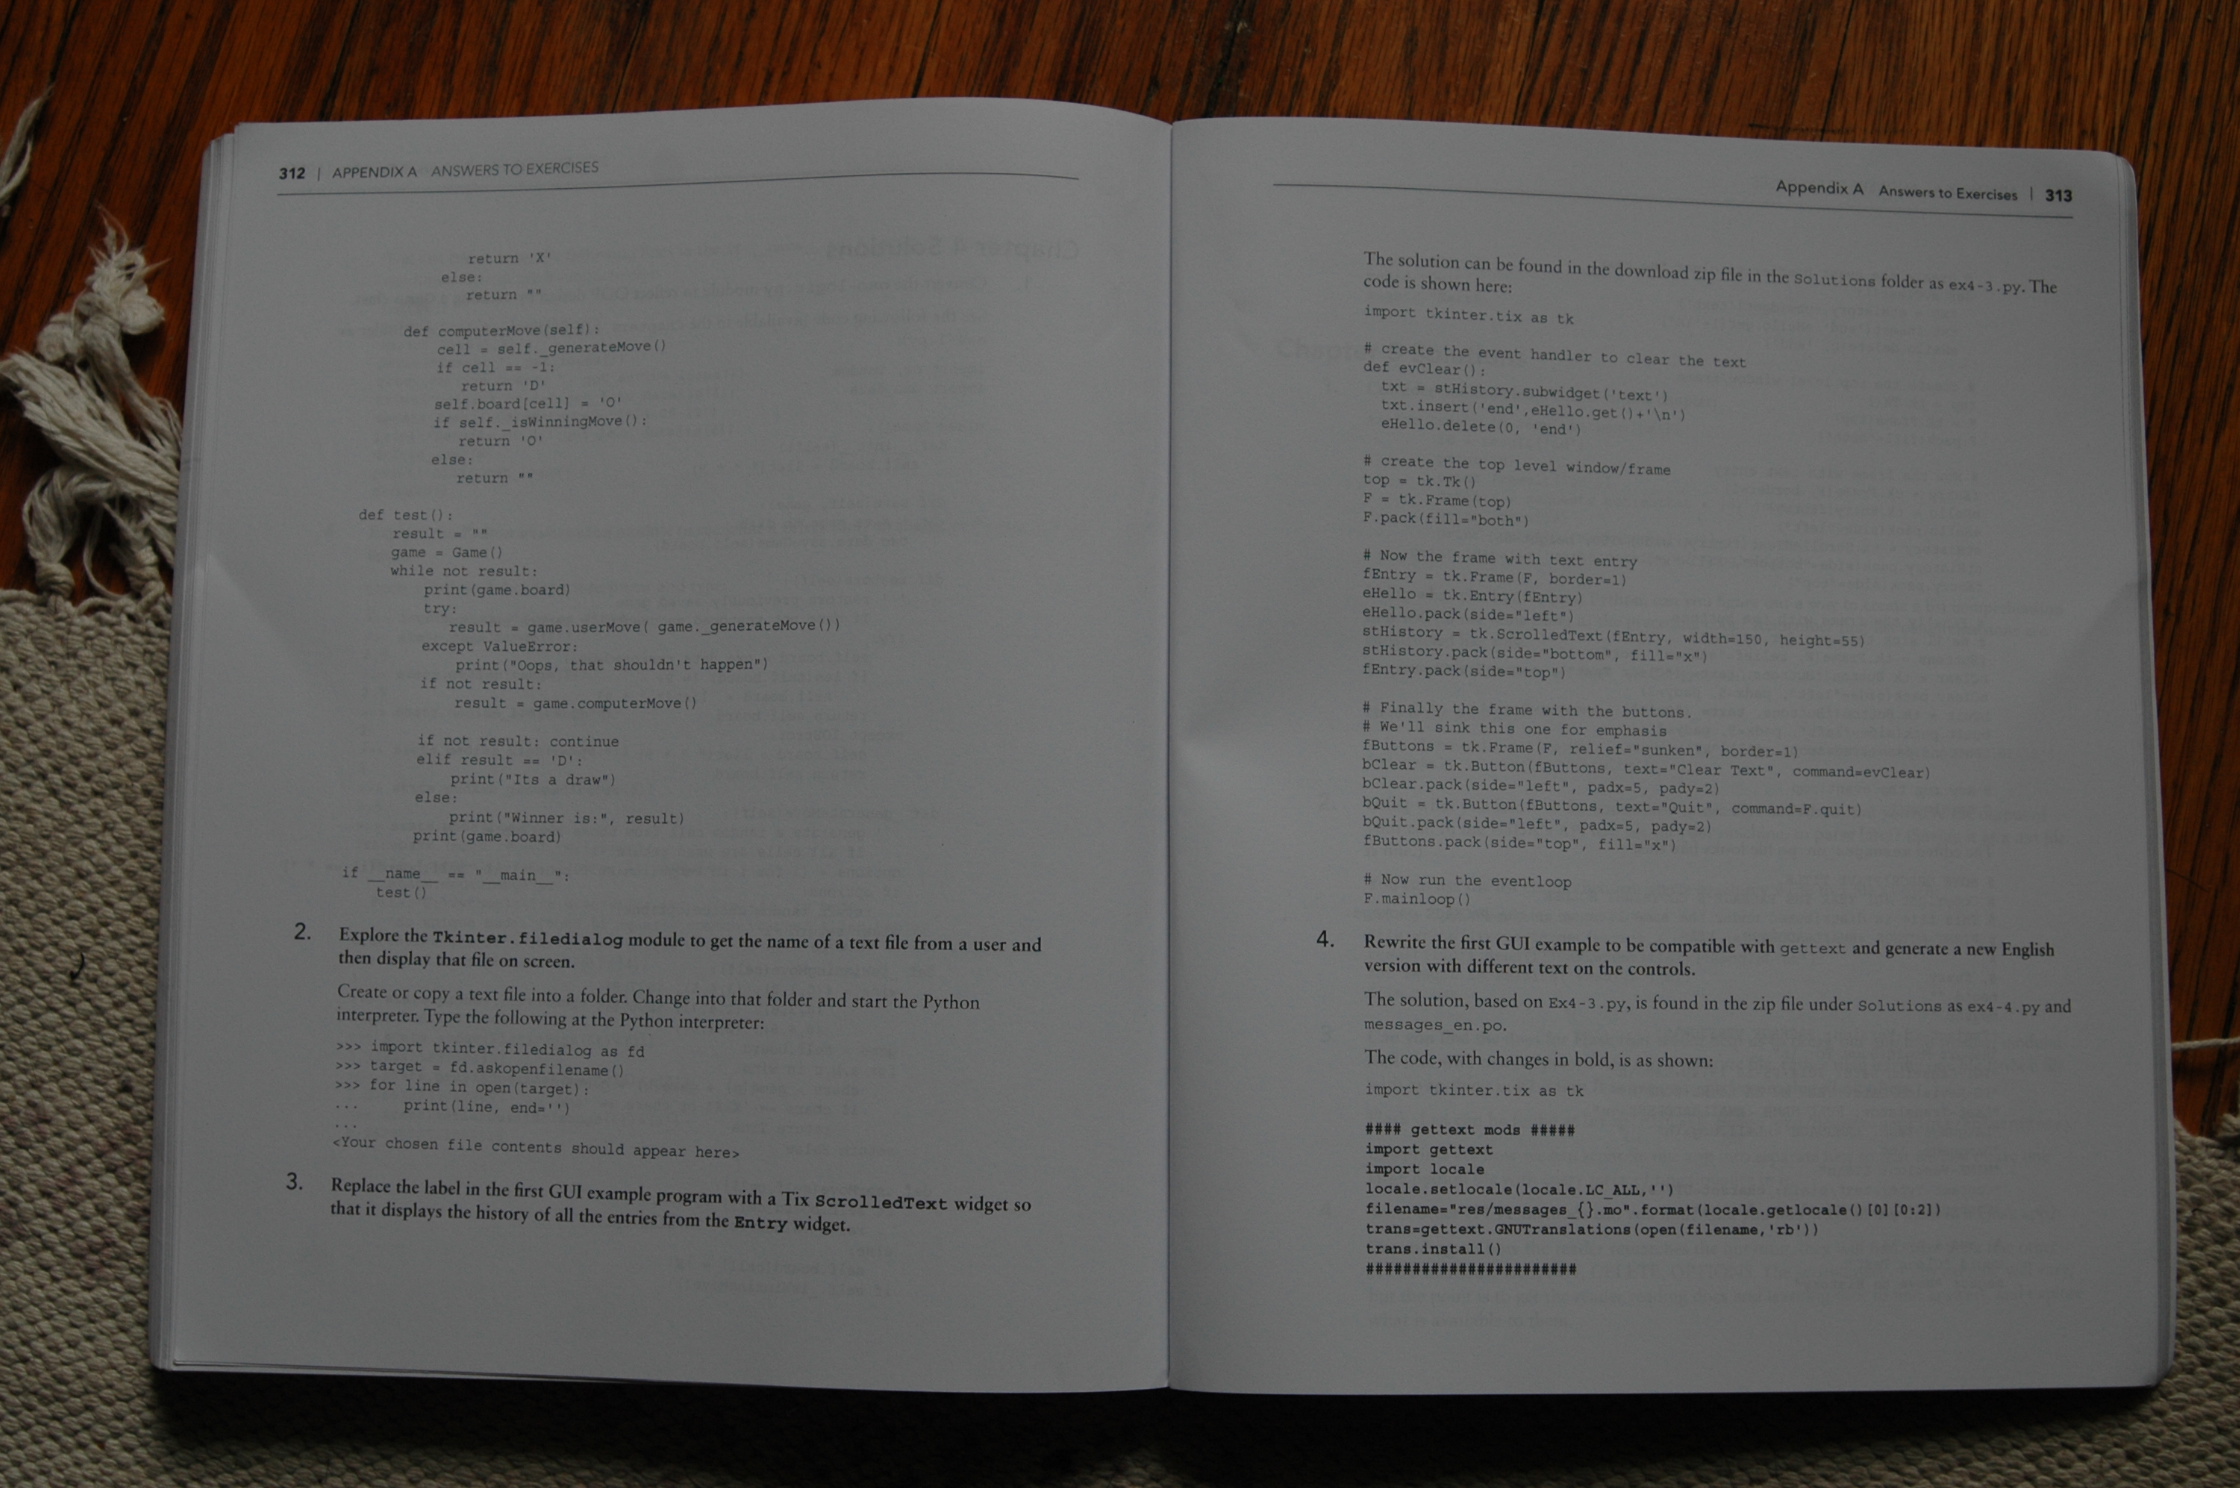 312 | APPENDIX A ANSWERS TO EXERCISES
return 'X'
else:
return ""
def computerMove(self):
cell = self._generateMove()
if cell == -1:
return 'D'
self.board[cell] = 'O'
if self._isWinningMove():
return 'O'
else:
return ""
def test():
result = ""
game = Game()
while not result:
print(game.board)
try:
result = game.userMove( game._generateMove())
except ValueError:
print("Oops, that shouldn't happen")
if not result:
result = game.computerMove()
if not result: continue
elif result == 'D':
print("Its a draw")
else:
print("Winner is:", result)
print(game.board)
if __name__ == "__main__":
test()
2. Explore the Tkinter.filedialog module to get the name of a text file from a user and
then display that file on screen.
Create or copy a text file into a folder. Change into that folder and start the Python
interpreter. Type the following at the Python interpreter:
>>> import tkinter.filedialog as fd
>>> target = fd.askopenfilename()
>>> for line in open(target):
... print(line, end='')
...
<Your chosen file contents should appear here>
3. Replace the label in the first GUI example program with a Tix ScrolledText widget so
that it displays the history of all the entries from the Entry widget.
Appendix A Answers to Exercises | 313
The solution can be found in the download zip file in the Solutions folder as ex4-3.py. The
code is shown here:
import tkinter.tix as tk
# create the event handler to clear the text
def evClear():
txt = stHistory.subwidget('text')
txt.insert('end',eHello.get()+'\n')
eHello.delete(0, 'end')
# create the top level window/frame
top = tk.Tk()
F = tk.Frame(top)
F.pack(fill="both")
# Now the frame with text entry
fEntry = tk.Frame(F, border=1)
eHello = tk.Entry(fEntry)
eHello.pack(side="left")
stHistory = tk.ScrolledText(fEntry, width=150, height=55)
stHistory.pack(side="bottom", fill="x")
fEntry.pack(side="top")
# Finally the frame with the buttons.
# We'll sink this one for emphasis
fButtons = tk.Frame(F, relief="sunken", border=1)
bClear = tk.Button(fButtons, text="Clear Text", command=evClear)
bClear.pack(side="left", padx=5, pady=2)
bQuit = tk.Button(fButtons, text="Quit", command=F.quit)
bQuit.pack(side="left", padx=5, pady=2)
fButtons.pack(side="top", fill="x")
# Now run the eventloop
F.mainloop()
4. Rewrite the first GUI example to be compatible with gettext and generate a new English
version with different text on the controls.
The solution, based on Ex4-3.py, is found in the zip file under Solutions as ex4-4.py and
messages_en.po.
The code, with changes in bold, is as shown:
import tkinter.tix as tk
#### gettext mods #####
import gettext
import locale
locale.setlocale(locale.LC_ALL,'')
filename="res/messages_{}.mo".format(locale.getlocale()[0][0:2])
trans=gettext.GNUTranslations(open(filename,'rb'))
trans.install()
#######################